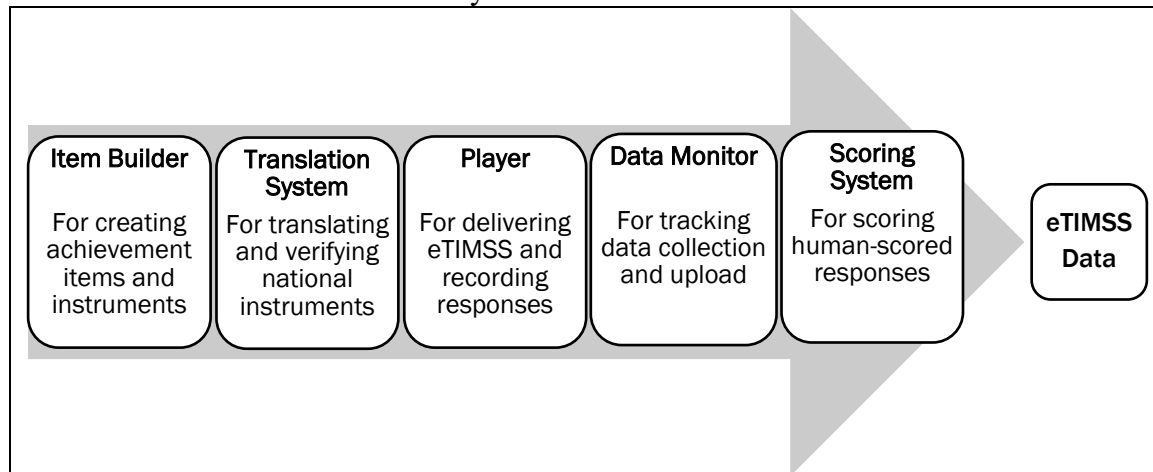 Item Builder
For creating
achievement
items and
instruments
Translation
System
For translating
and verifying
national
instruments
Player
For delivering
eTIMSS and
recording
responses
Data Monitor
For tracking
data collection
and upload
Scoring
System
For scoring
human-scored
responses
eTIMSS
Data